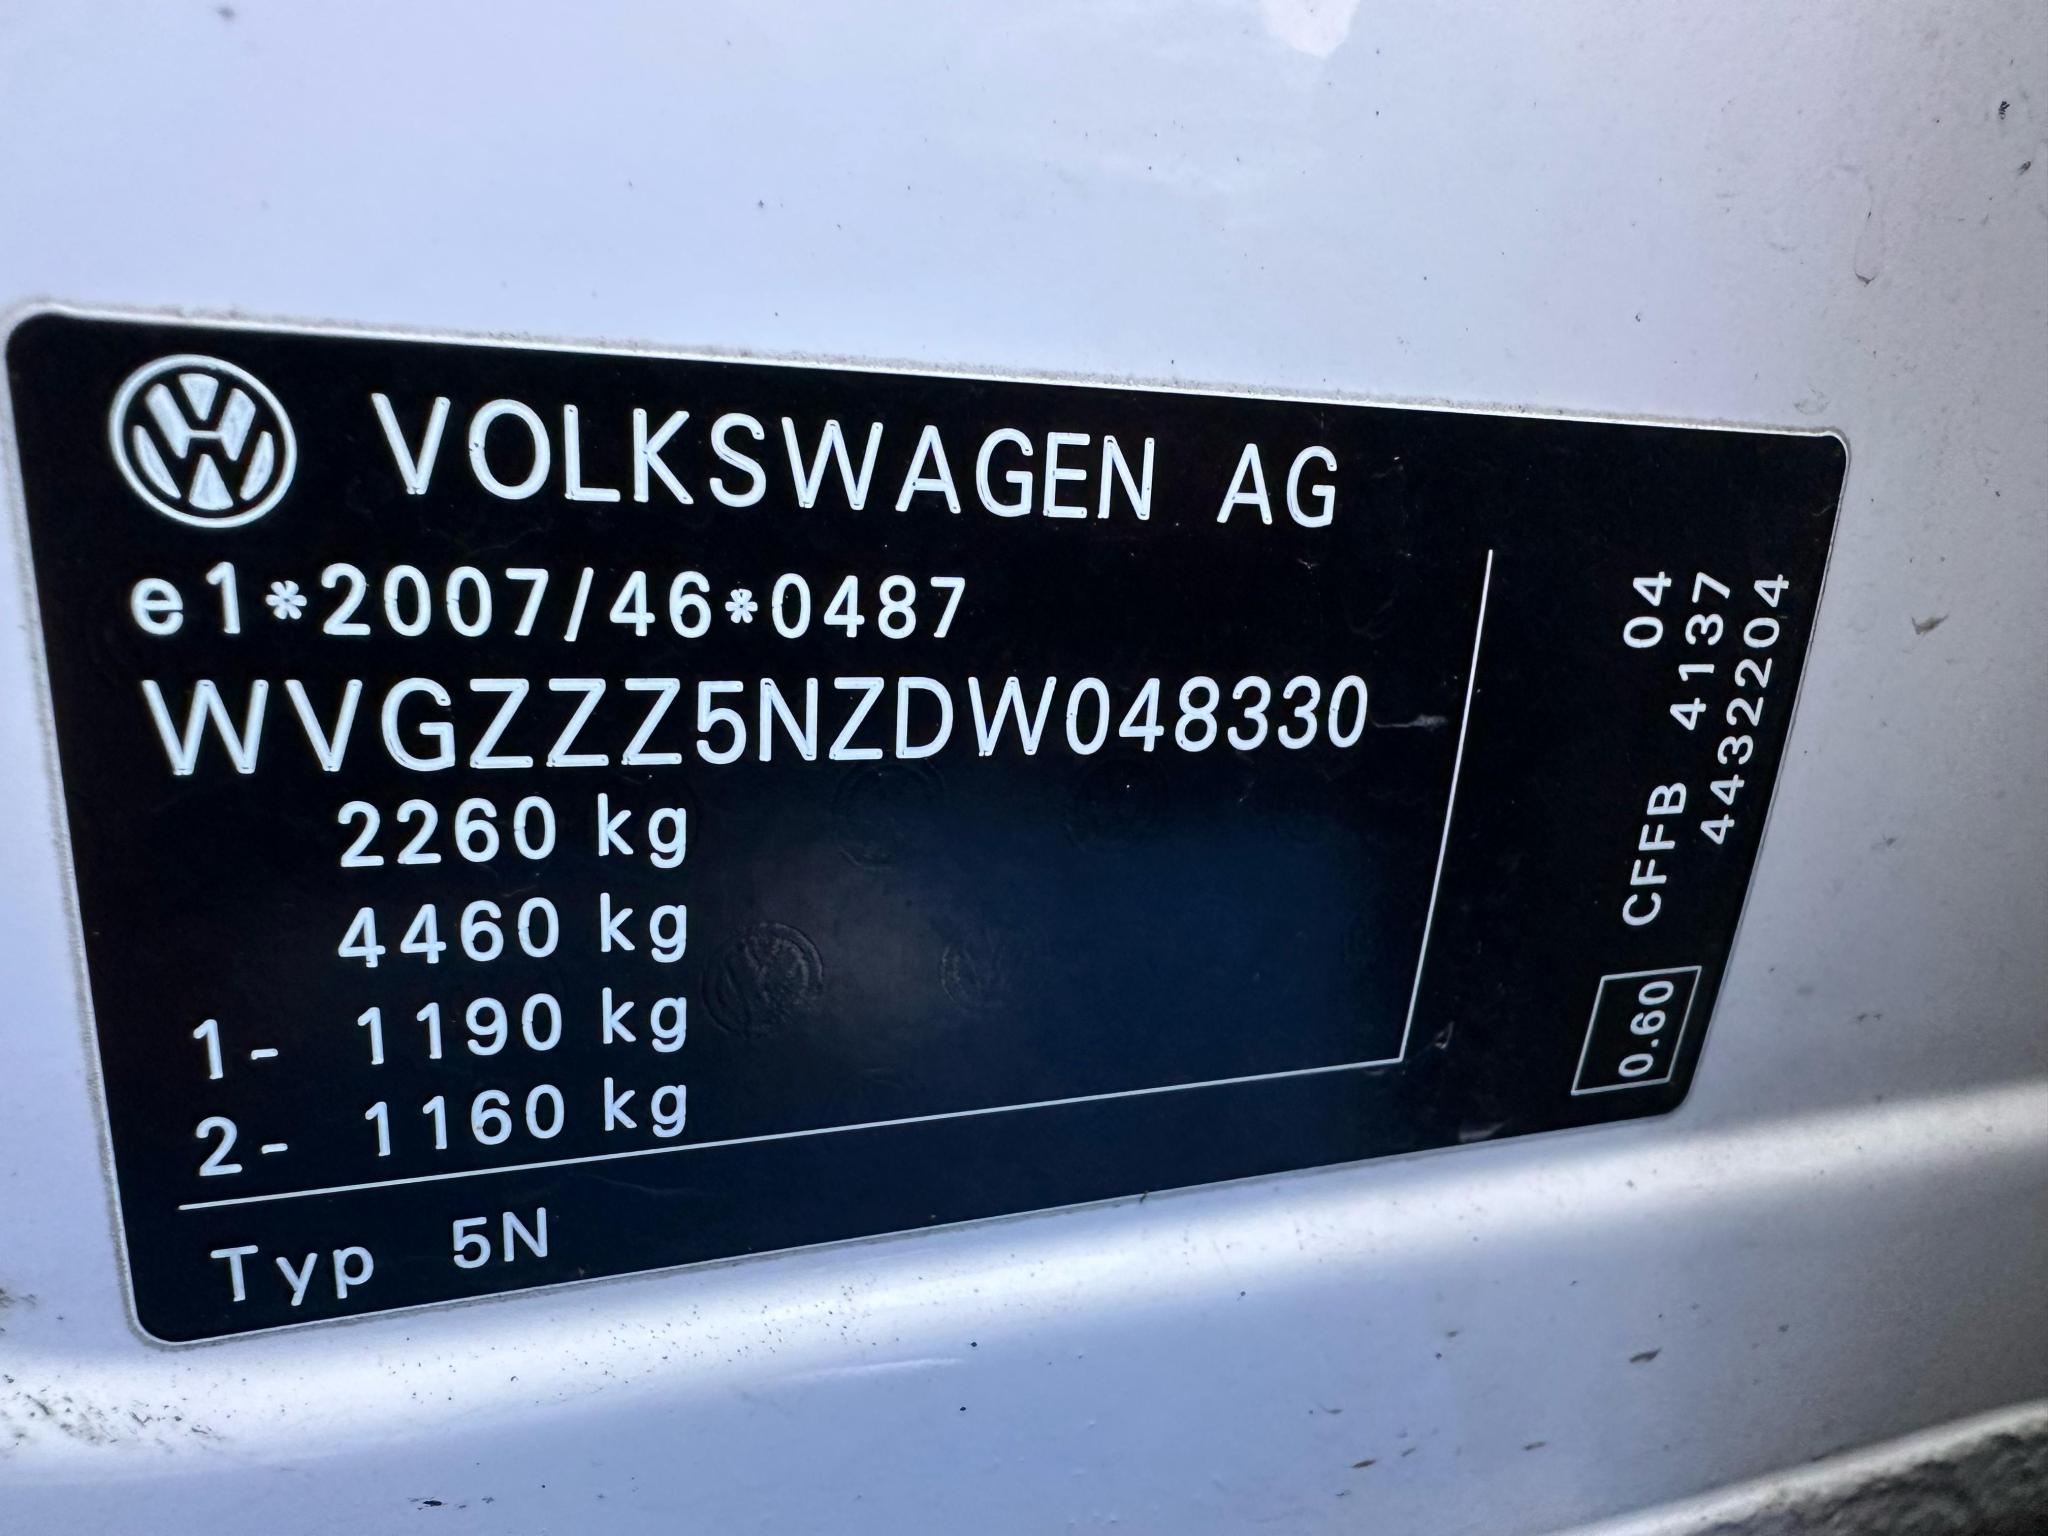 VOLKSWAGEN AG
e1*2007/46*0487
WVGZZZ5NZDW048330
2260 kg
4460 kg
1- 1190 kg
2- 1160 kg
Typ 5N
0.60
CFFB 4137 04
4432204